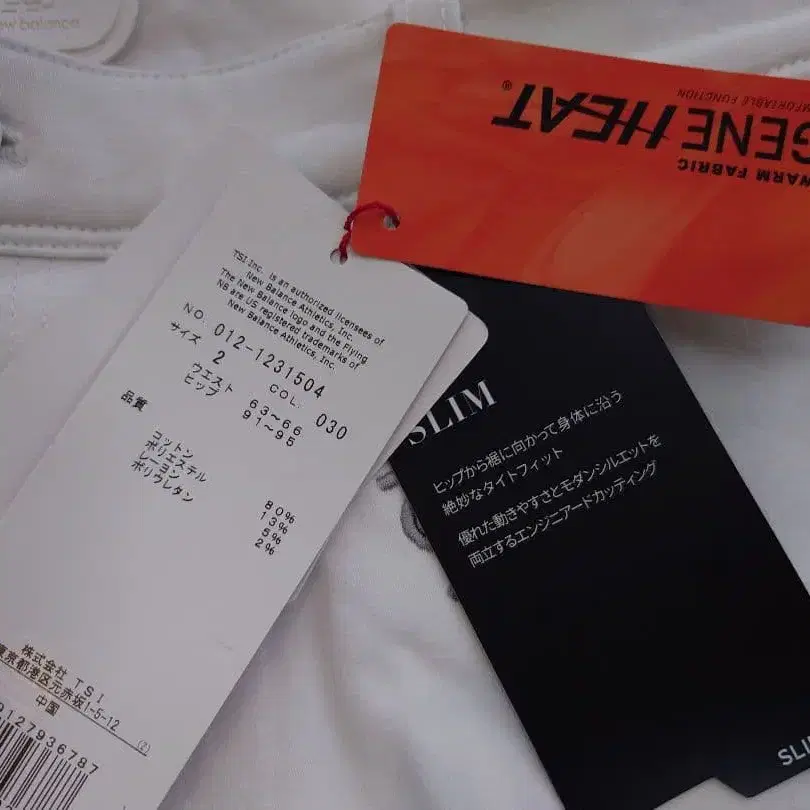 new balance
GENE HEAT®
COMFORTABLE FUNCTION
WARM FABRIC
TSI Inc. is an authorized licensees of
New Balance Athletics, Inc.
The New Balance logo and the Flying
NB are US registered trademarks of
New Balance Athletics, Inc.
NO. 012-1231504
サイズ 2 COL. 030
ウエスト 63～66
ヒップ 91～95
品質
コットン 80%
ポリエステル 13%
レーヨン 5%
ポリウレタン 2%
株式会社 TSI
東京都港区元赤坂1-5-12
中国
(2)
9127936787
SLIM
ヒップから裾に向かって身体に沿う
絶妙なタイトフィット
優れた動きやすさとモダンシルエットを
両立するエンジニアードカッティング
SLI